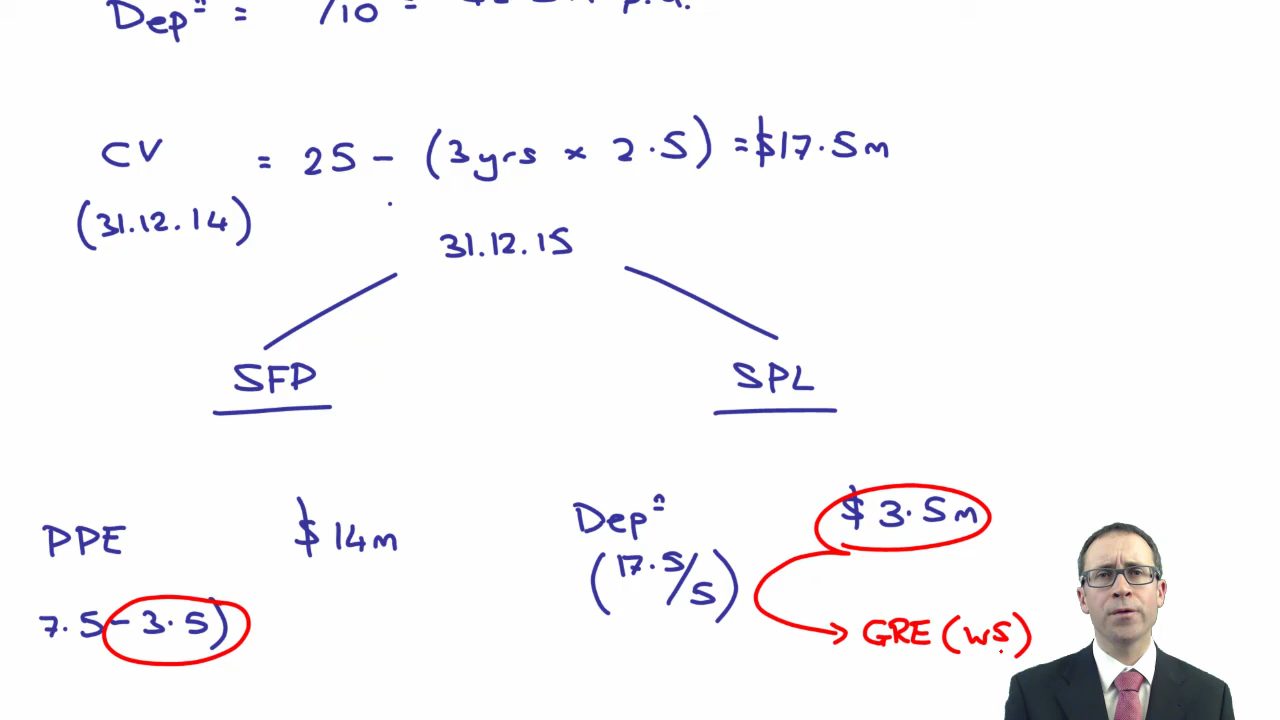 Depⁿ = /10 = p.a.
CV = 25 - (3yrs × 2.5) = $17.5m
(31.12.14)
31.12.15
SFP
SPL
PPE $14m
7.5 - 3.5)
Depⁿ $3.5m
(17.5/5)
GRE (W5)